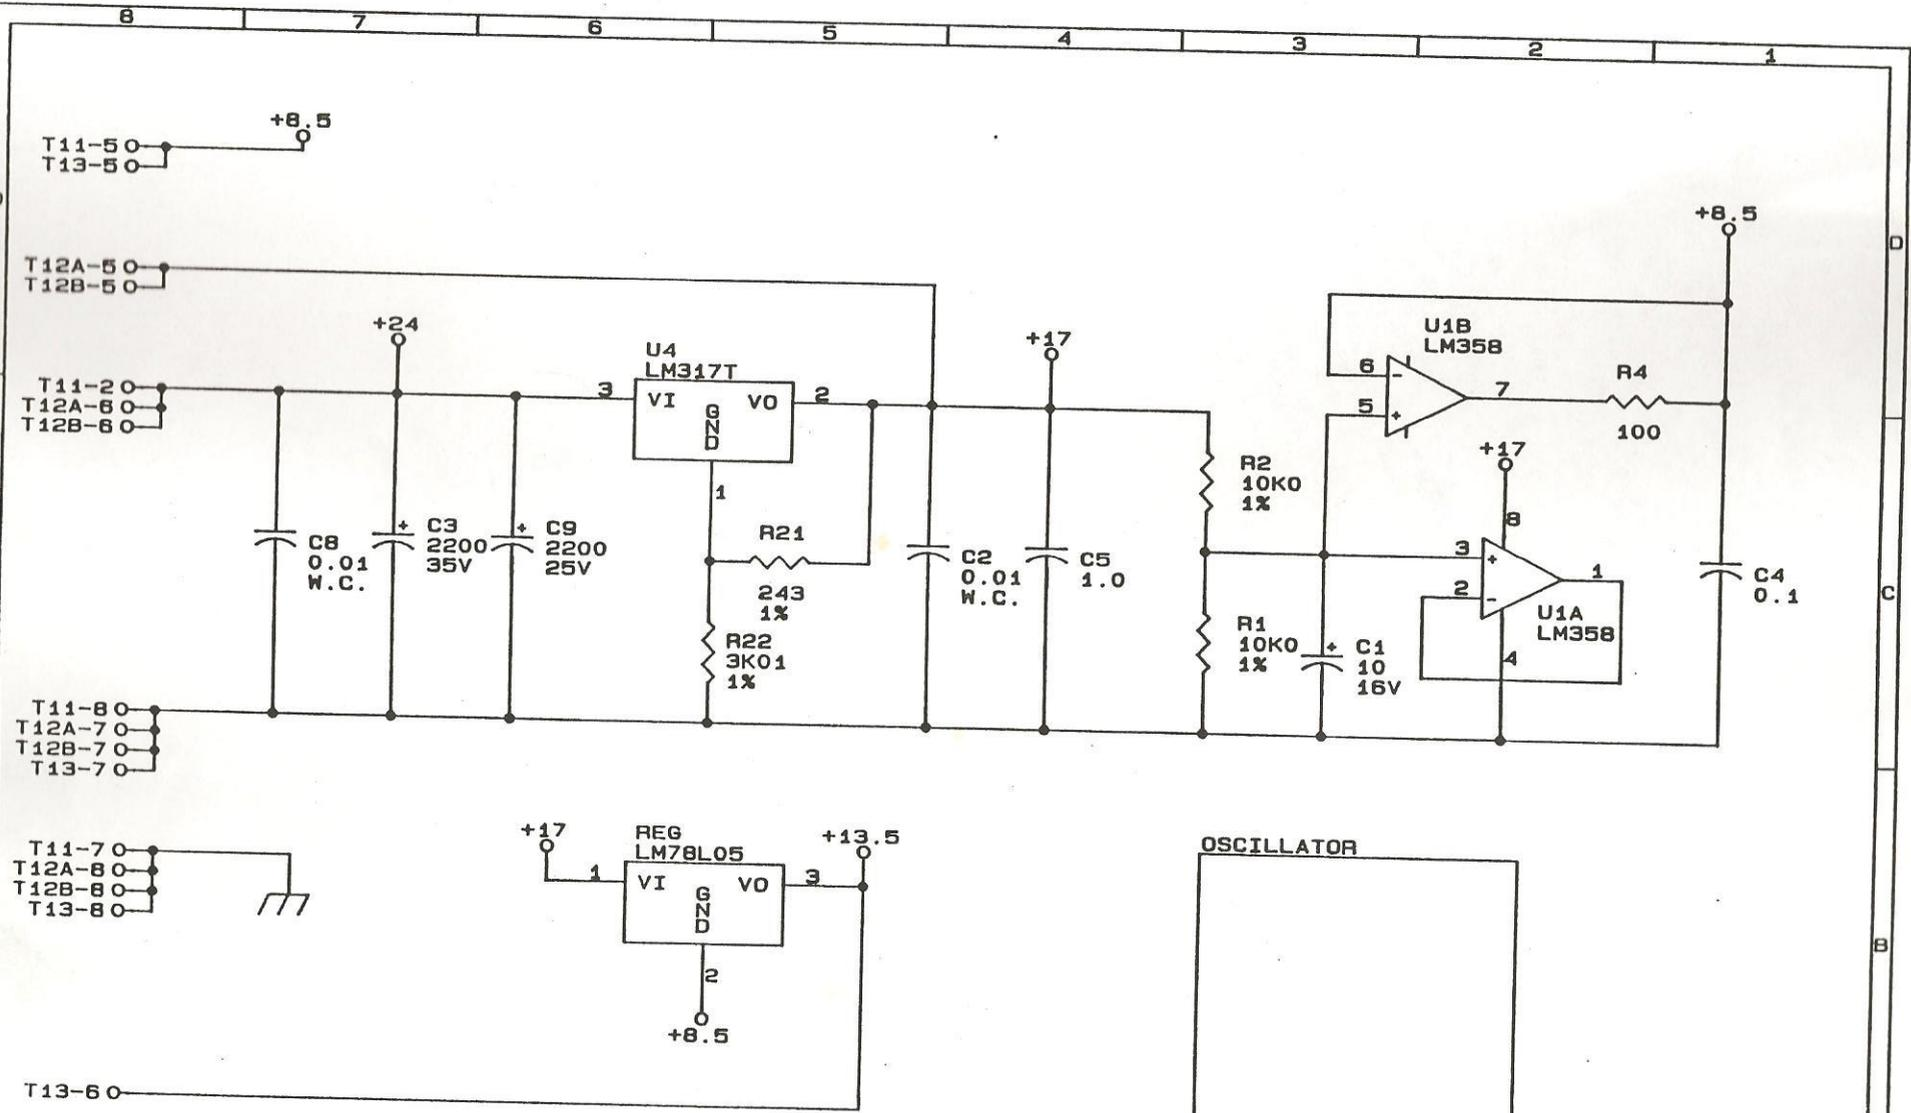 8 7 6 5 4 3 2 1
+8.5
T11-5
T13-5
+8.5
D
T12A-5
T12B-5
+24
+17
U1B
LM358
U4
LM317T
T11-2
T12A-6
T12B-6
3 VI GND VO 2
6 -
5 +
7
R4
100
+17
1
R2
10K0
1%
8
C8
0.01
W.C.
+ C3
2200
35V
+ C9
2200
25V
R21
243
1%
C2
0.01
W.C.
C5
1.0
3 +
2 -
1
U1A
LM358
4
C4
0.1
C
R22
3K01
1%
R1
10K0
1%
+ C1
10
16V
T11-8
T12A-7
T12B-7
T13-7
T11-7
T12A-8
T12B-8
T13-8
+17
REG
LM78L05
+13.5
1 VI GND VO 3
2
+8.5
OSCILLATOR
B
T13-6